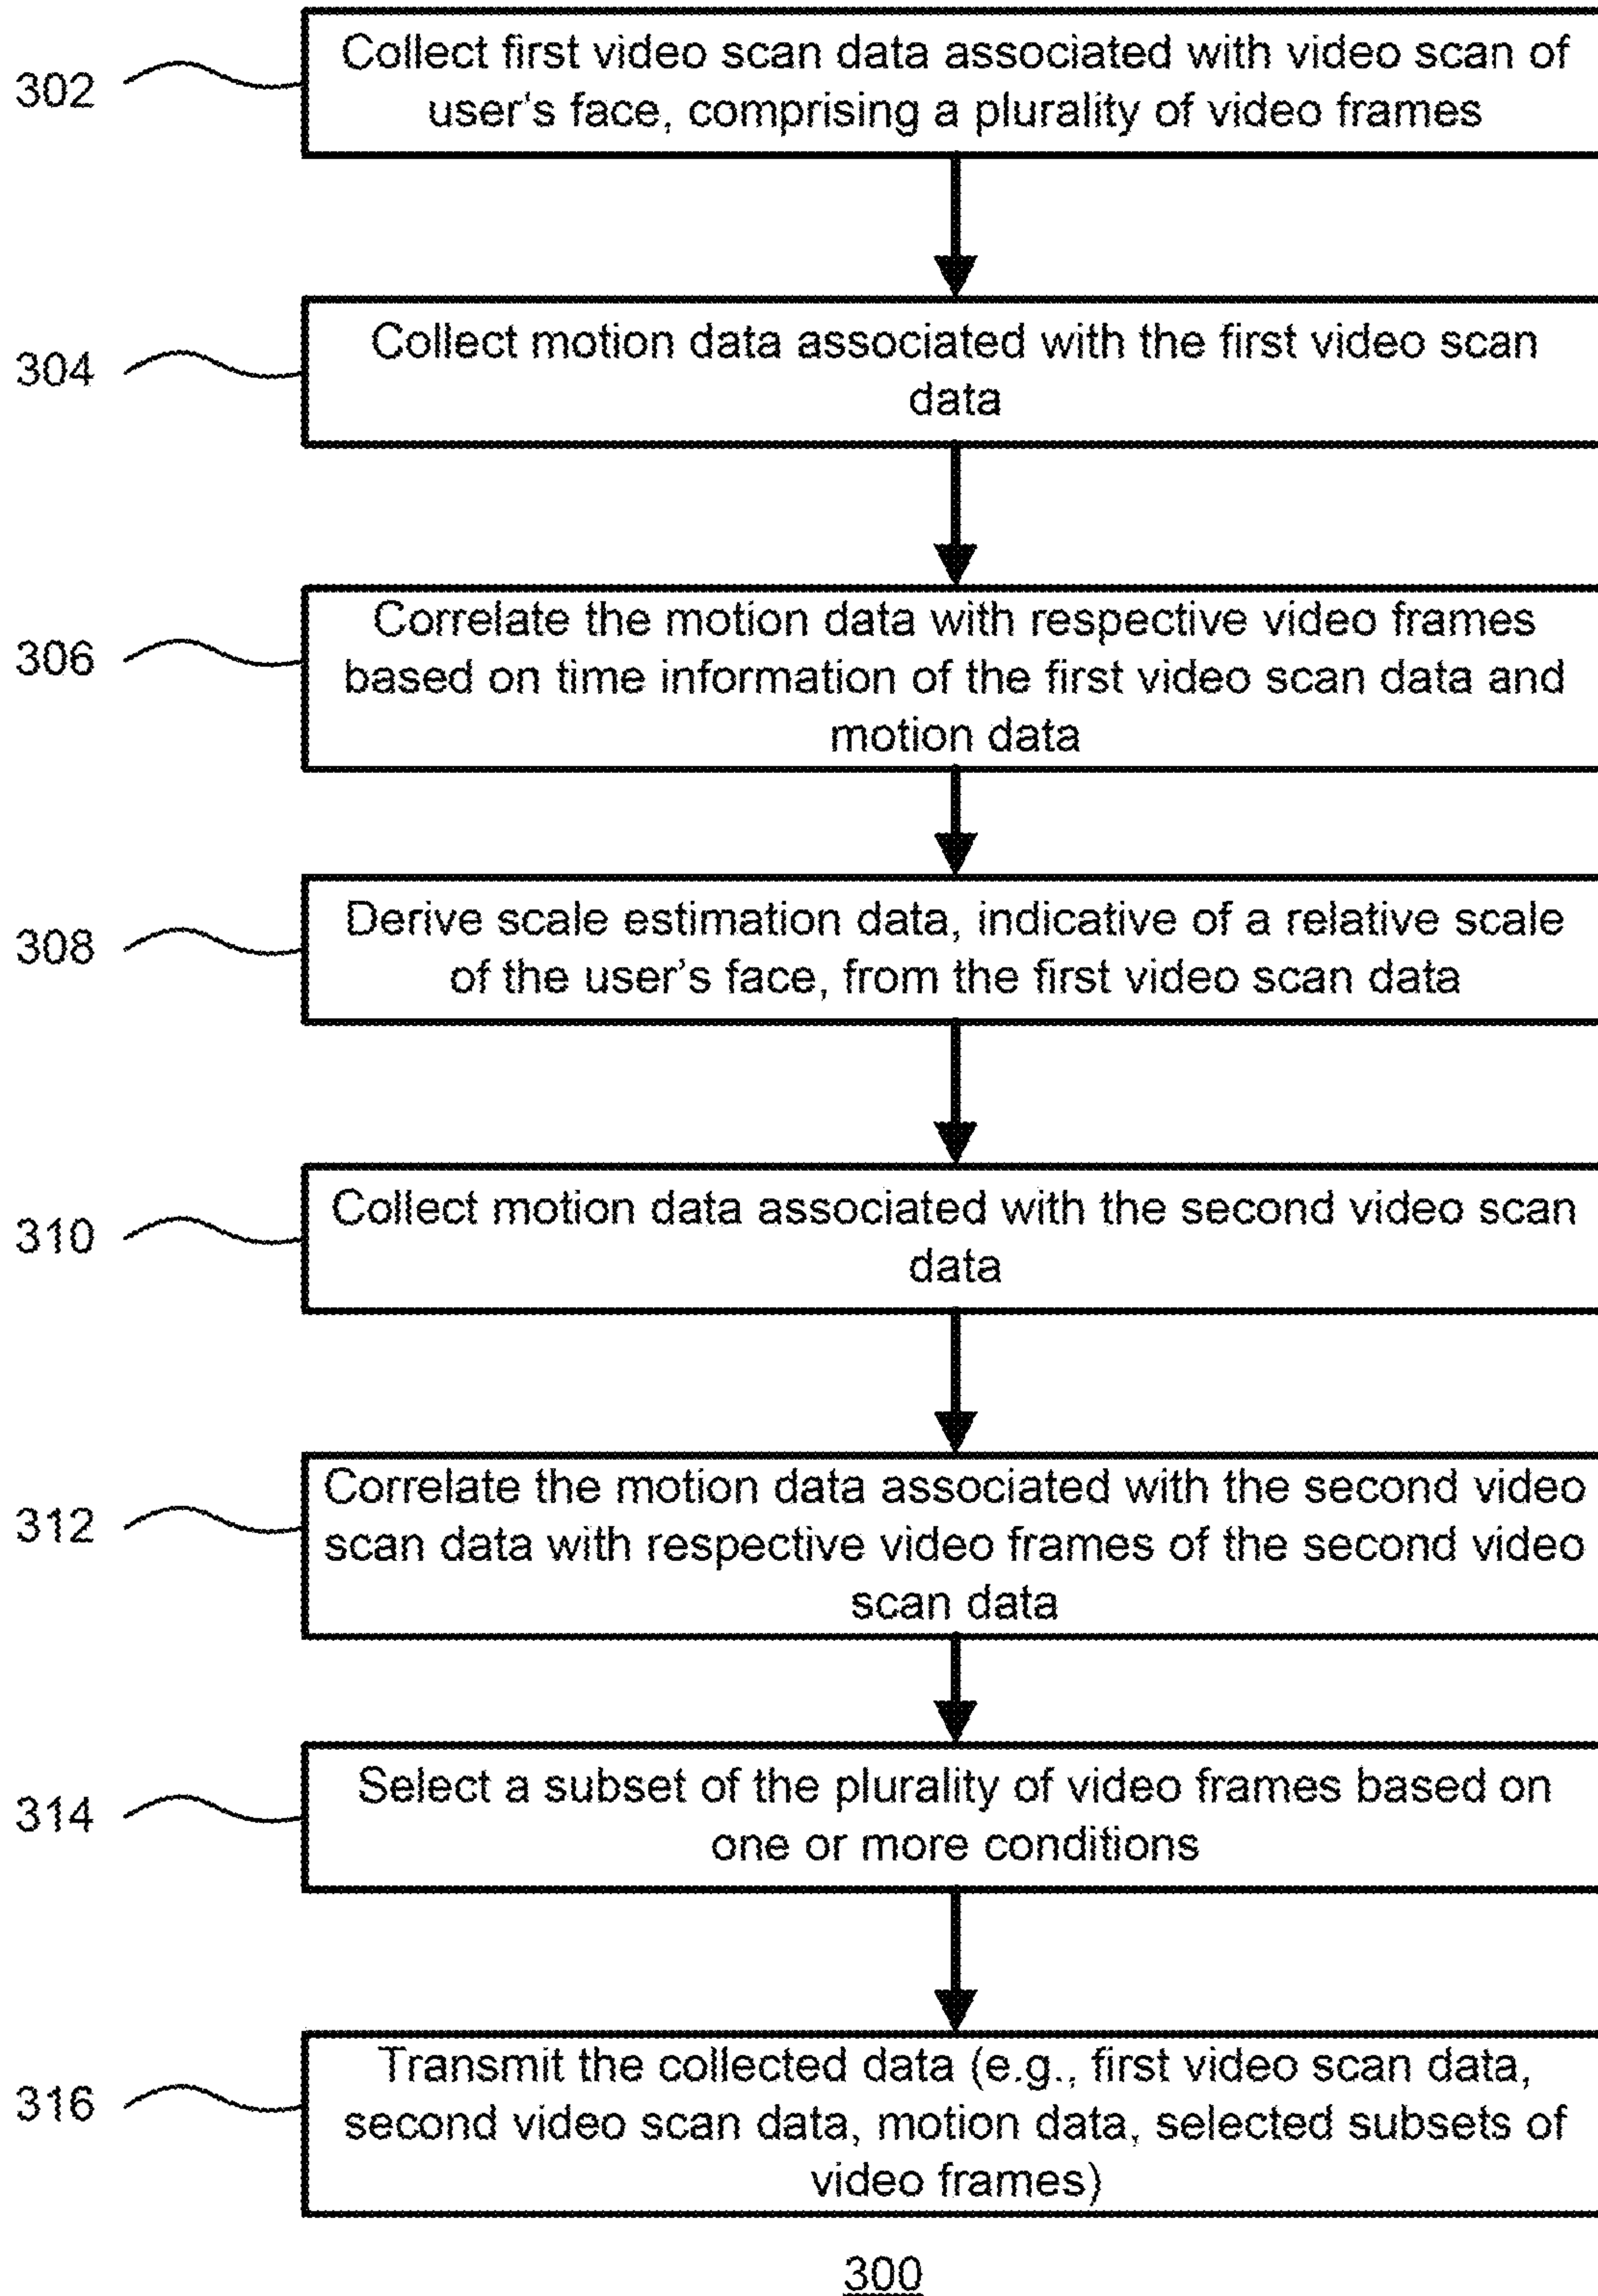 302
Collect first video scan data associated with video scan of
user's face, comprising a plurality of video frames
304
Collect motion data associated with the first video scan
data
306
Correlate the motion data with respective video frames
based on time information of the first video scan data and
motion data
308
Derive scale estimation data, indicative of a relative scale
of the user's face, from the first video scan data
310
Collect motion data associated with the second video scan
data
312
Correlate the motion data associated with the second video
scan data with respective video frames of the second video
scan data
314
Select a subset of the plurality of video frames based on
one or more conditions
316
Transmit the collected data (e.g., first video scan data,
second video scan data, motion data, selected subsets of
video frames)
300